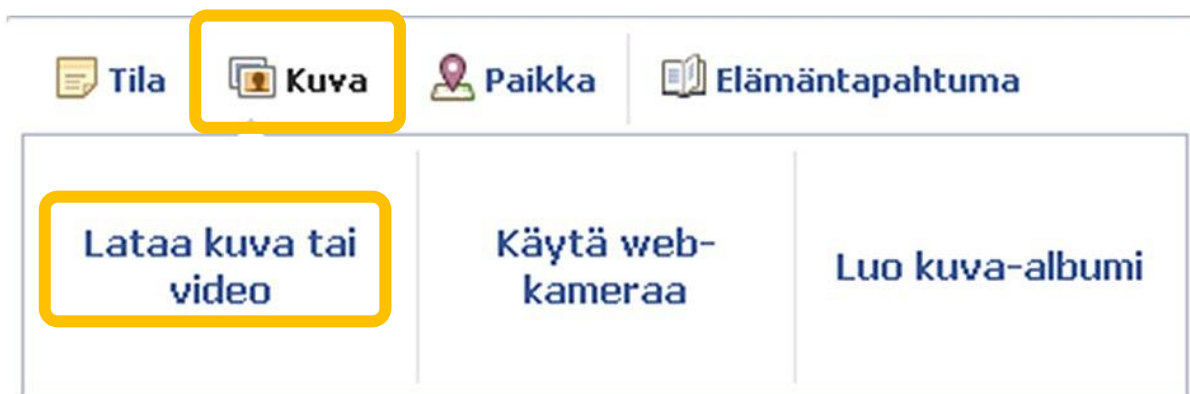 Tila Kuva Paikka Elämäntapahtuma
Lataa kuva tai
video
Käytä web-
kameraa
Luo kuva-albumi